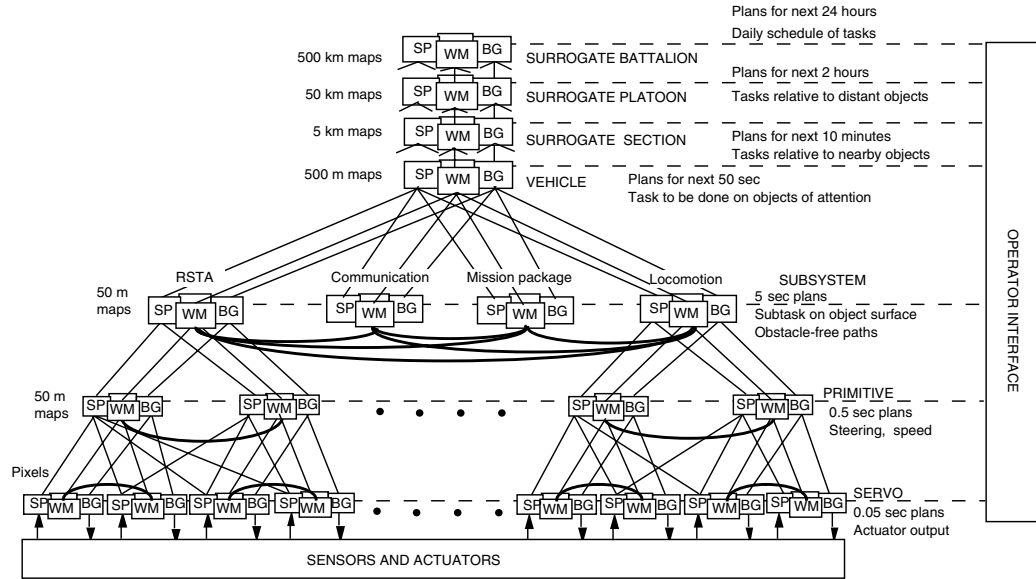 Plans for next 24 hours
Daily schedule of tasks
SP WM BG
500 km maps
SURROGATE BATTALION
Plans for next 2 hours
SP WM BG
50 km maps
SURROGATE PLATOON
Tasks relative to distant objects
SP WM BG
5 km maps
SURROGATE SECTION
Plans for next 10 minutes
Tasks relative to nearby objects
SP WM BG
500 m maps
VEHICLE
Plans for next 50 sec
Task to be done on objects of attention
OPERATOR INTERFACE
RSTA
Communication
Mission package
Locomotion
SUBSYSTEM
50 m
maps
SP WM BG
SP WM BG
SP WM BG
SP WM BG
5 sec plans
Subtask on object surface
Obstacle-free paths
50 m
maps
SP WM BG
SP WM BG
SP WM BG
SP WM BG
PRIMITIVE
0.5 sec plans
Steering, speed
Pixels
SP WM BG
SP WM BG
SP WM BG
SP WM BG
SP WM BG
SP WM BG
SP WM BG
SP WM BG
SERVO
0.05 sec plans
Actuator output
SENSORS AND ACTUATORS